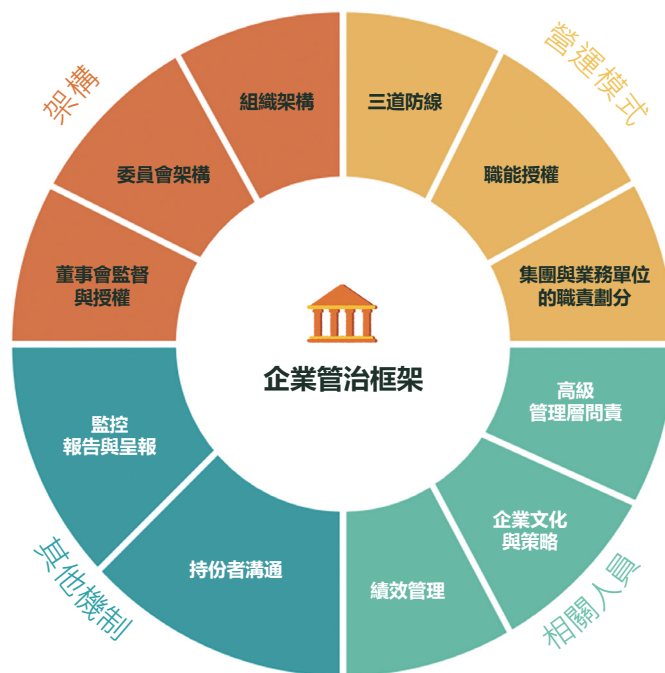 架構
組織架構
委員會架構
董事會監督
與授權
營運模式
三道防線
職能授權
集團與業務單位
的職責劃分
企業管治框架
高級
管理層問責
企業文化
與策略
績效管理
相關人員
監控
報告與呈報
持份者溝通
其他機制